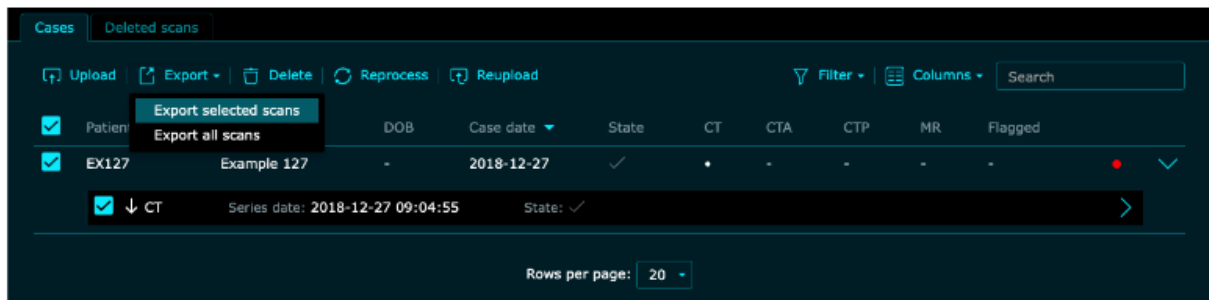 Cases Deleted scans
Upload Export Delete Reprocess Reupload Filter Columns Search
Export selected scans
Export all scans
Patient DOB Case date State CT CTA CTP MR Flagged
EX127 Example 127 - 2018-12-27 • - - - -
CT Series date: 2018-12-27 09:04:55 State:
Rows per page: 20